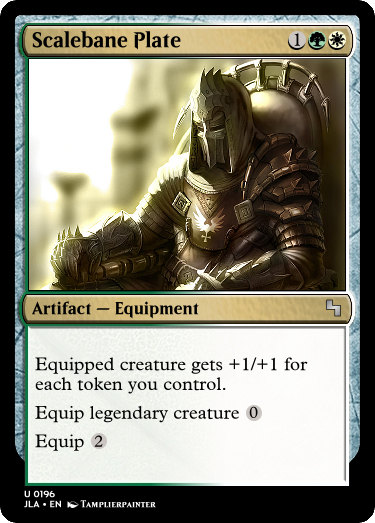 Scalebane Plate 1
Artifact — Equipment
Equipped creature gets +1/+1 for
each token you control.
Equip legendary creature 0
Equip 2
U 0196
JLA • EN Tamplierpainter